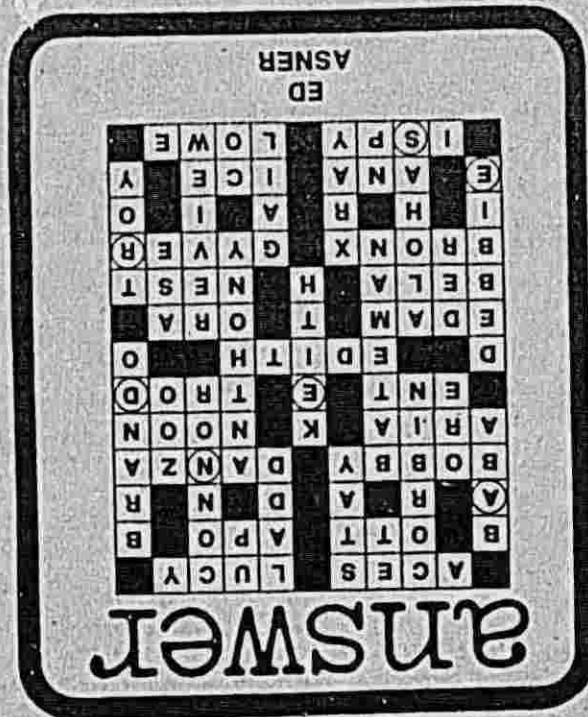 answer
A C E S L U C Y
B O T T A P O B
A R A D N R
B O B B Y D A N Z A
A R I A K N O O N
E N T E T R O D
D E D I T H O
E D A M T O R A
B E L A H N E S T
B R O N X G Y V E R
I H R A I O
E A N A I C E Y
I S P Y L O W E
ED
ASNER